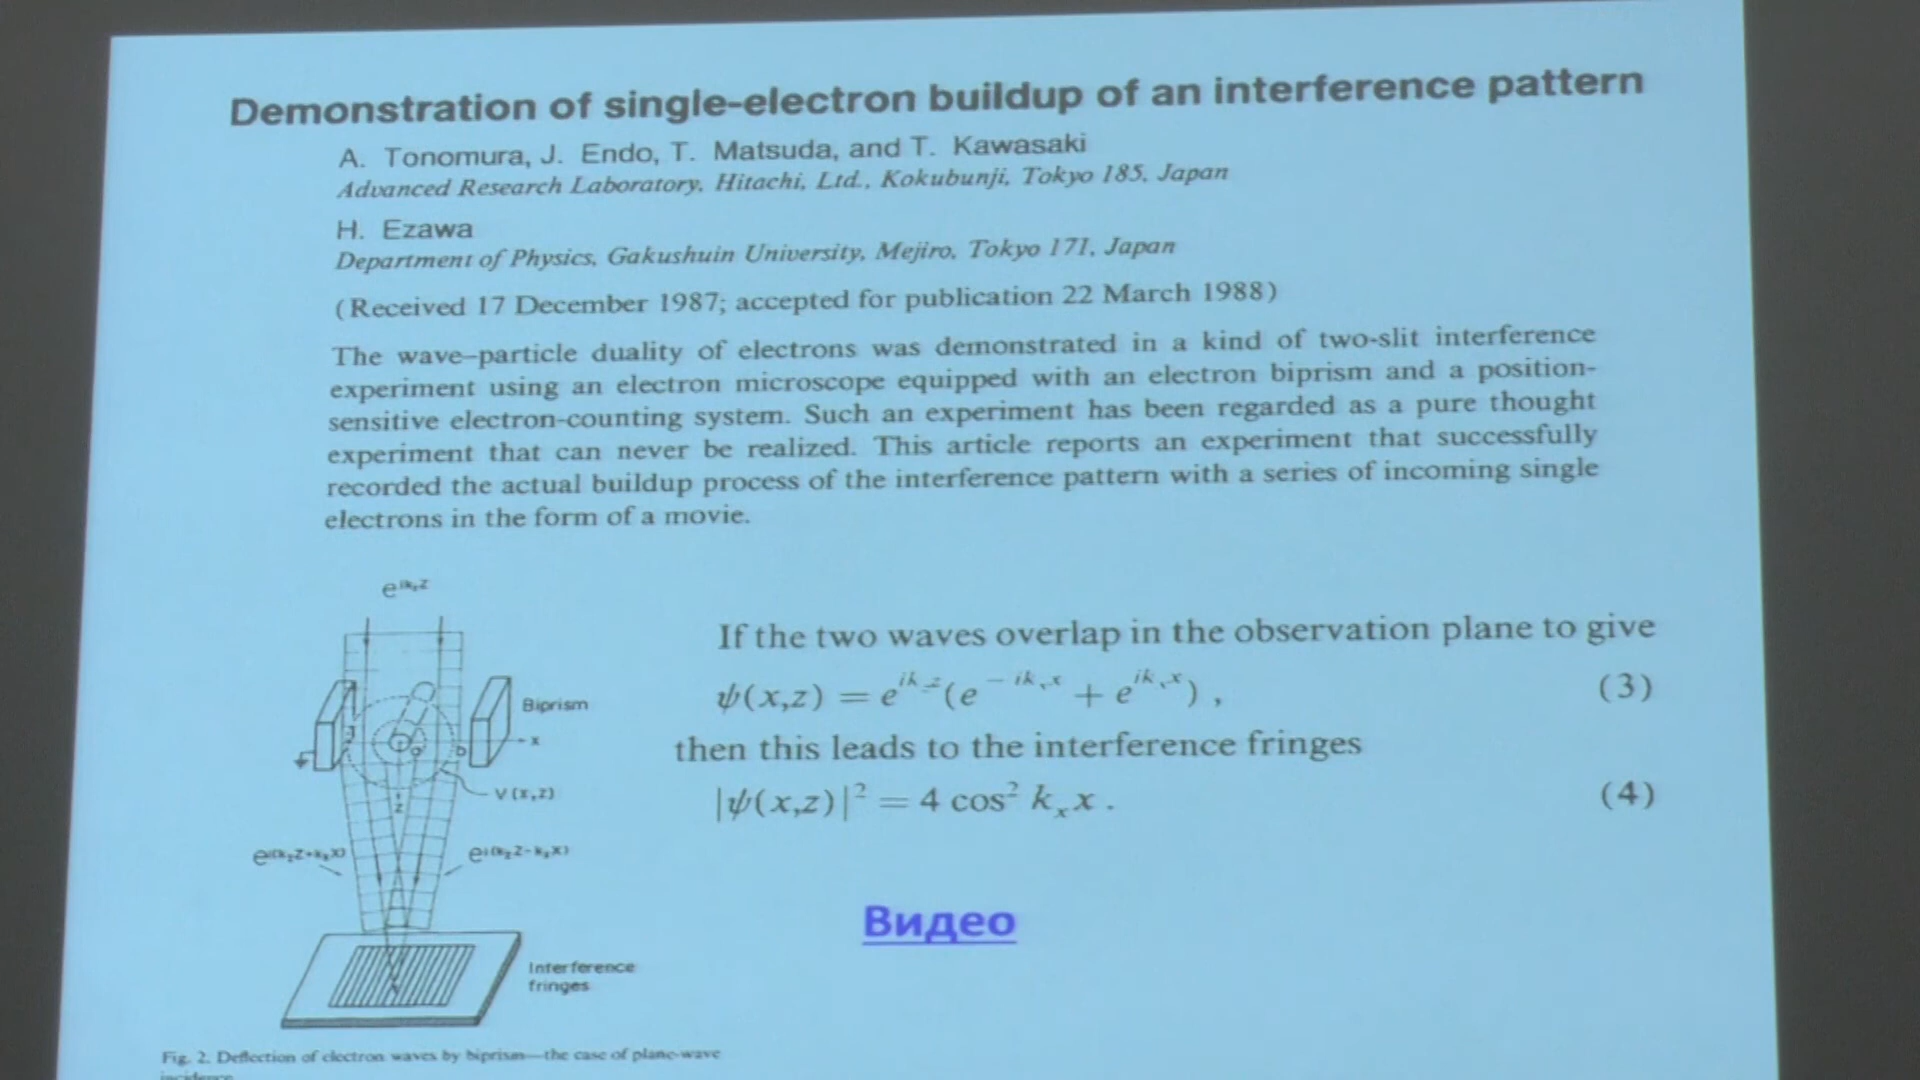 Demonstration of single-electron buildup of an interference pattern
A. Tonomura, J. Endo, T. Matsuda, and T. Kawasaki
Advanced Research Laboratory, Hitachi, Ltd., Kokubunji, Tokyo 185, Japan
H. Ezawa
Department of Physics, Gakushuin University, Mejiro, Tokyo 171, Japan
(Received 17 December 1987; accepted for publication 22 March 1988)
The wave–particle duality of electrons was demonstrated in a kind of two-slit interference
experiment using an electron microscope equipped with an electron biprism and a position-
sensitive electron-counting system. Such an experiment has been regarded as a pure thought
experiment that can never be realized. This article reports an experiment that successfully
recorded the actual buildup process of the interference pattern with a series of incoming single
electrons in the form of a movie.
e^{ik_z z}
Biprism
x
a
b
z
V(x,z)
e^{i(k_z z+k_x x)}
e^{i(k_z z-k_x x)}
Interference
fringes
Fig. 2. Deflection of electron waves by biprism—the case of plane-wave
incidence.
If the two waves overlap in the observation plane to give
ψ(x,z) = e^{ik_z z}(e^{-ik_x x} + e^{ik_x x}), (3)
then this leads to the interference fringes
|ψ(x,z)|² = 4 cos² k_x x. (4)
Видео